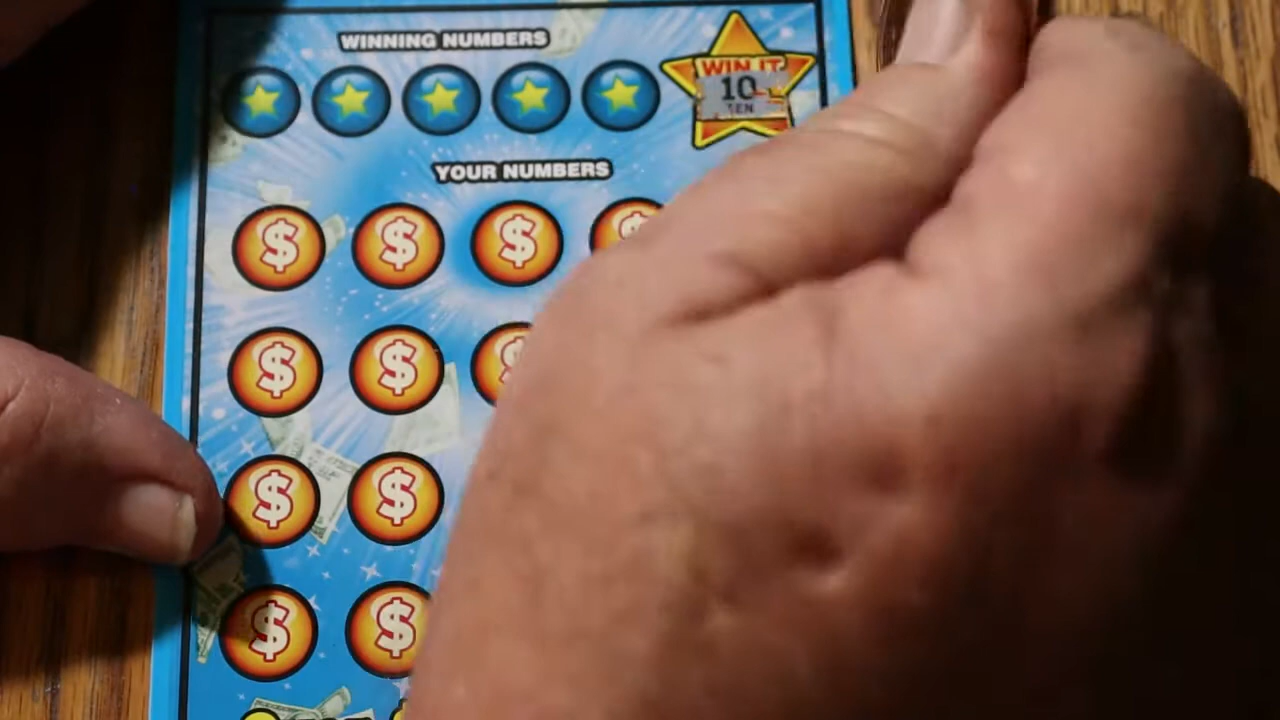 WINNING NUMBERS
WIN IT
10
TEN
YOUR NUMBERS
$ $ $ $
$ $ $
$ $
$ $